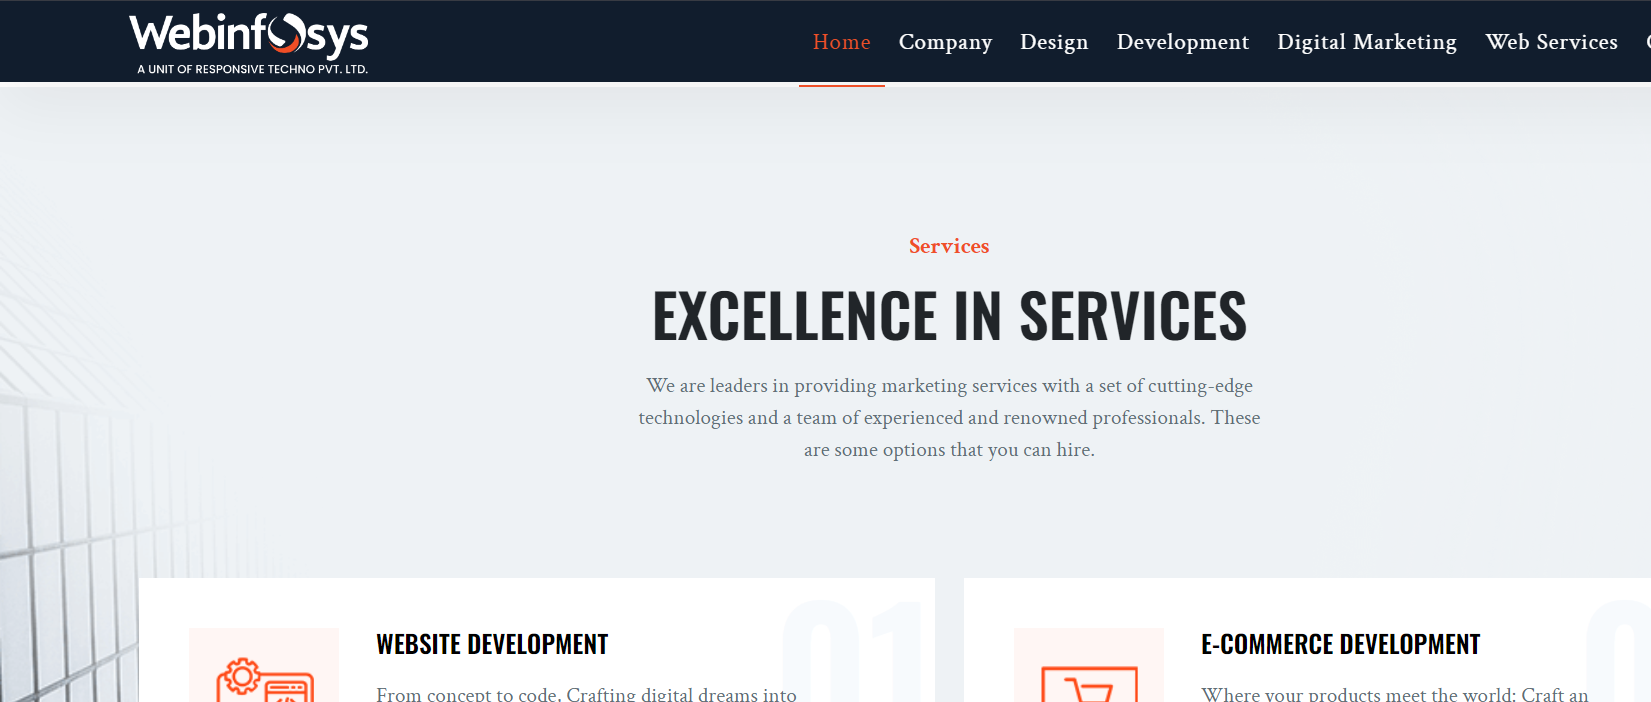 Webinfosys
A UNIT OF RESPONSIVE TECHNO PVT. LTD.
Home Company Design Development Digital Marketing Web Services
Services
EXCELLENCE IN SERVICES
We are leaders in providing marketing services with a set of cutting-edge
technologies and a team of experienced and renowned professionals. These
are some options that you can hire.
01
WEBSITE DEVELOPMENT
From concept to code, Crafting digital dreams into
E-COMMERCE DEVELOPMENT
Where your products meet the world: Craft an